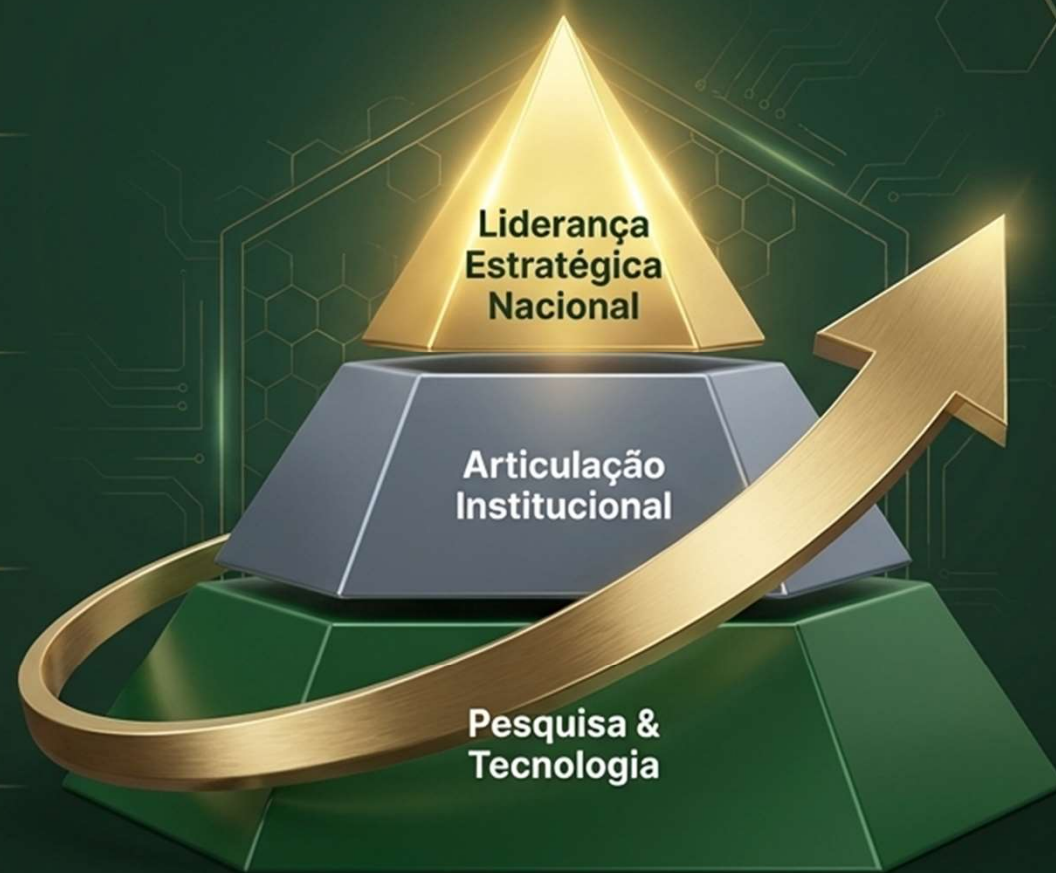 Liderança
Estratégica
Nacional
Articulação
Institucional
Pesquisa &
Tecnologia